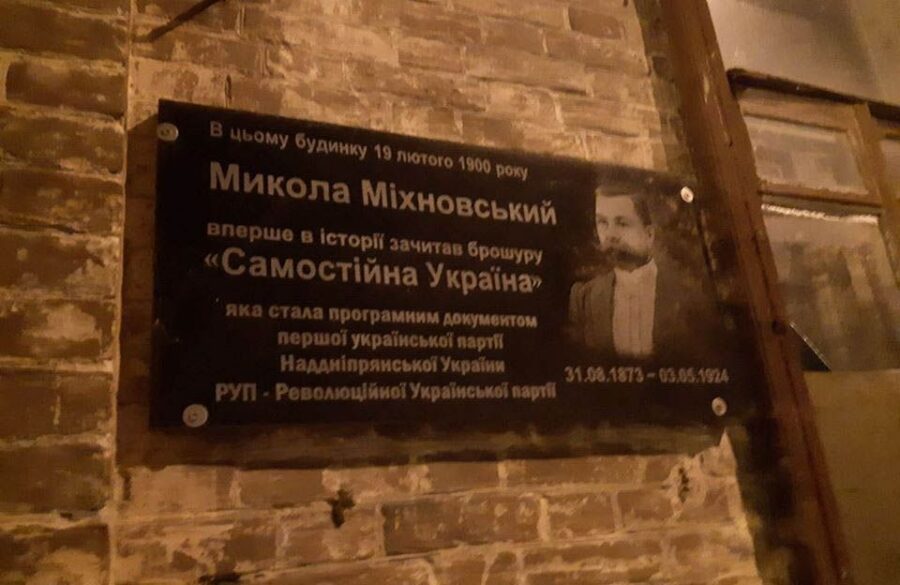 В цьому будинку 19 лютого 1900 року
Микола Міхновський
вперше в історії зачитав брошуру
«Самостійна Україна»
яка стала програмним документом
першої української партії
Наддніпрянської України
РУП - Революційної Української партії
31.08.1873 – 03.05.1924